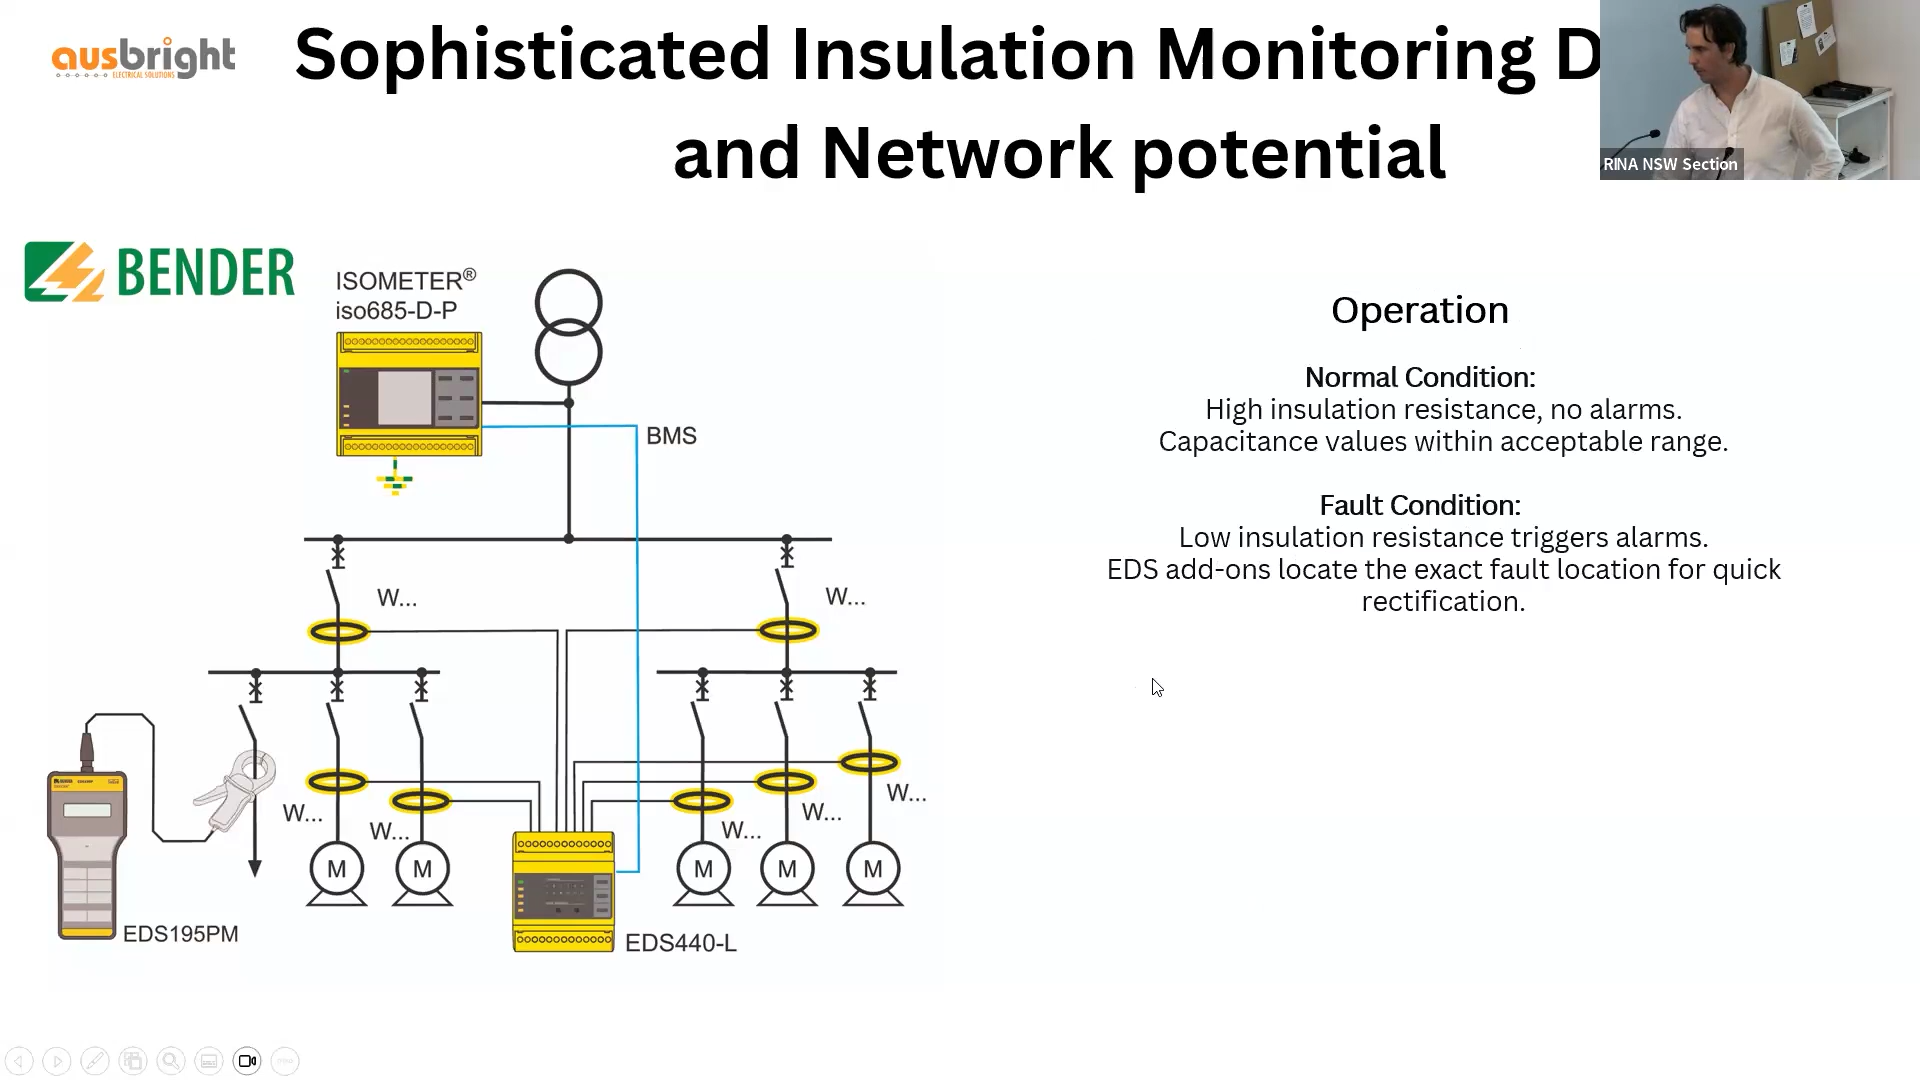 ausbright
ELECTRICAL SOLUTIONS
Sophisticated Insulation Monitoring D
and Network potential
RINA NSW Section
BENDER
ISOMETER®
iso685-D-P
BMS
Operation
Normal Condition:
High insulation resistance, no alarms.
Capacitance values within acceptable range.
Fault Condition:
Low insulation resistance triggers alarms.
EDS add-ons locate the exact fault location for quick
rectification.
W...
W...
W...
W...
W...
W...
W...
M
M
M
M
M
EDS195PM
EDS440-L